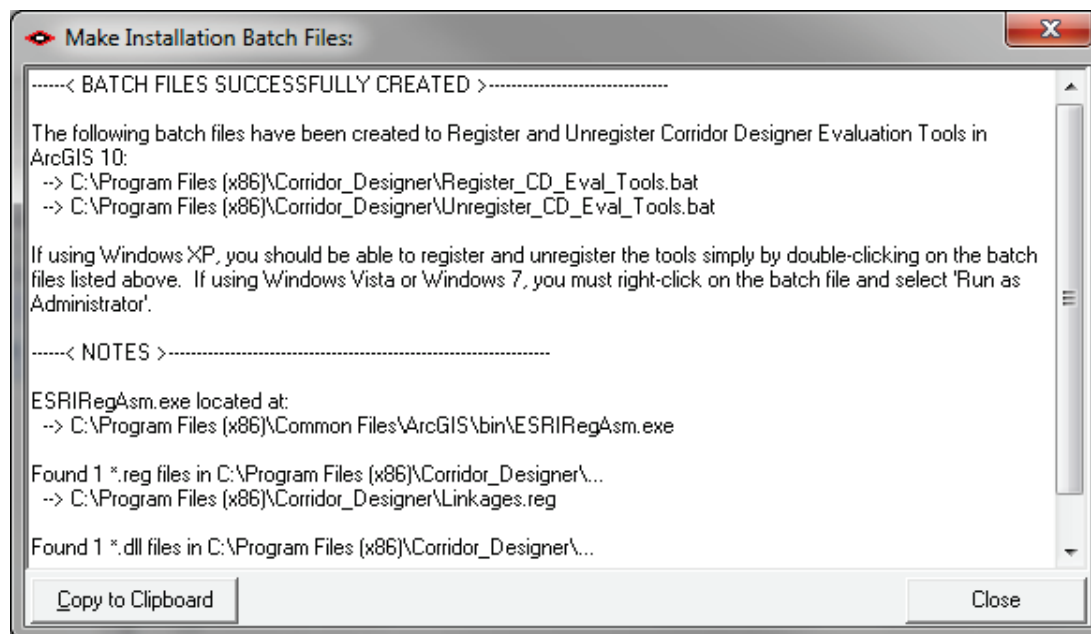 Make Installation Batch Files:
------< BATCH FILES SUCCESSFULLY CREATED >--------------------------------
The following batch files have been created to Register and Unregister Corridor Designer Evaluation Tools in
ArcGIS 10:
--> C:\Program Files (x86)\Corridor_Designer\Register_CD_Eval_Tools.bat
--> C:\Program Files (x86)\Corridor_Designer\Unregister_CD_Eval_Tools.bat
If using Windows XP, you should be able to register and unregister the tools simply by double-clicking on the batch
files listed above.  If using Windows Vista or Windows 7, you must right-click on the batch file and select 'Run as
Administrator'.
------< NOTES >--------------------------------------------------------------------
ESRIRegAsm.exe located at:
--> C:\Program Files (x86)\Common Files\ArcGIS\bin\ESRIRegAsm.exe
Found 1 *.reg files in C:\Program Files (x86)\Corridor_Designer\...
--> C:\Program Files (x86)\Corridor_Designer\Linkages.reg
Found 1 *.dll files in C:\Program Files (x86)\Corridor_Designer\...
Copy to Clipboard
Close